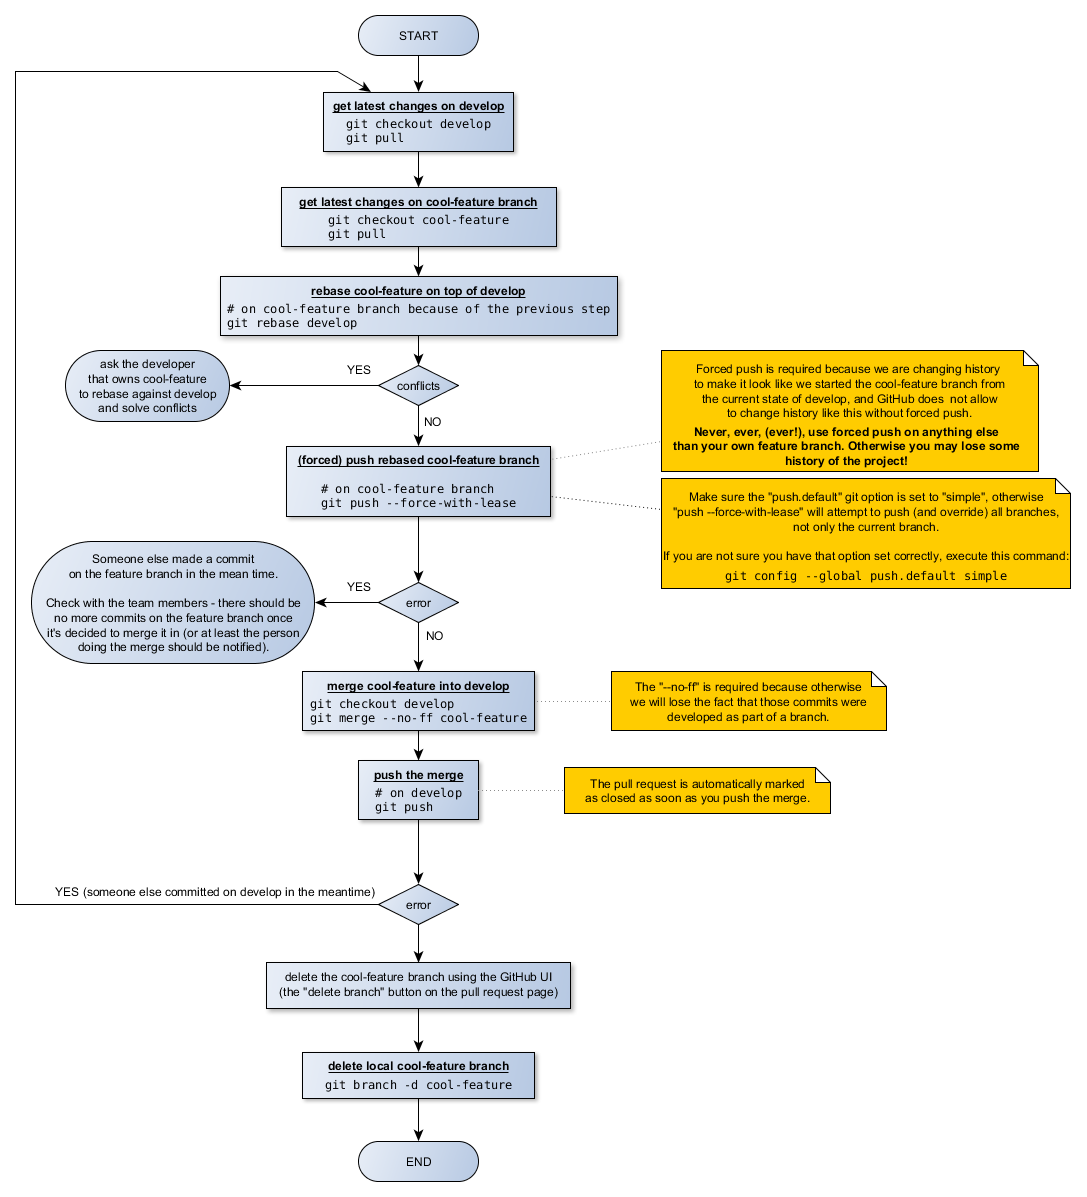 START
get latest changes on develop
git checkout develop
git pull
get latest changes on cool-feature branch
git checkout cool-feature
git pull
rebase cool-feature on top of develop
# on cool-feature branch because of the previous step
git rebase develop
conflicts
YES
ask the developer
that owns cool-feature
to rebase against develop
and solve conflicts
NO
(forced) push rebased cool-feature branch
# on cool-feature branch
git push --force-with-lease
Forced push is required because we are changing history
to make it look like we started the cool-feature branch from
the current state of develop, and GitHub does  not allow
to change history like this without forced push.
Never, ever, (ever!), use forced push on anything else
than your own feature branch. Otherwise you may lose some
history of the project!
Make sure the "push.default" git option is set to "simple", otherwise
"push --force-with-lease" will attempt to push (and override) all branches,
not only the current branch.
If you are not sure you have that option set correctly, execute this command:
git config --global push.default simple
error
YES
Someone else made a commit
on the feature branch in the mean time.
Check with the team members - there should be
no more commits on the feature branch once
it's decided to merge it in (or at least the person
doing the merge should be notified).
NO
merge cool-feature into develop
git checkout develop
git merge --no-ff cool-feature
The "--no-ff" is required because otherwise
we will lose the fact that those commits were
developed as part of a branch.
push the merge
# on develop
git push
The pull request is automatically marked
as closed as soon as you push the merge.
error
YES (someone else committed on develop in the meantime)
delete the cool-feature branch using the GitHub UI
(the "delete branch" button on the pull request page)
delete local cool-feature branch
git branch -d cool-feature
END